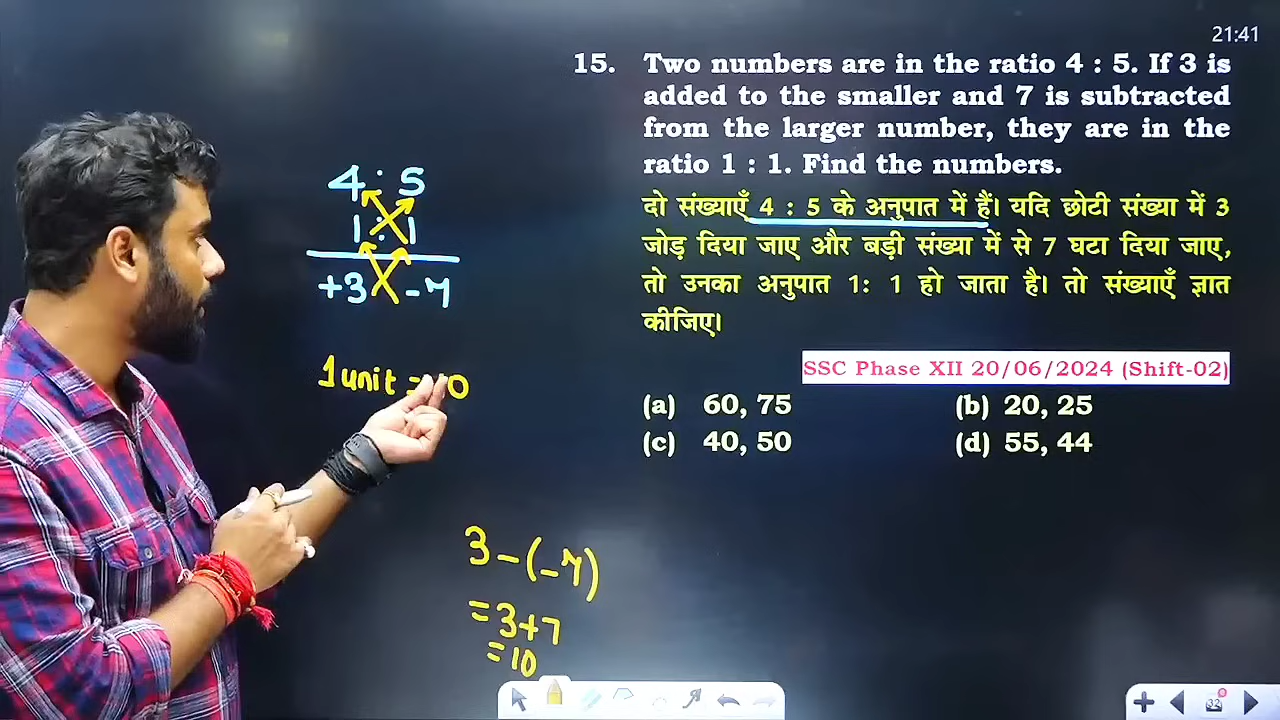 21:41
15. Two numbers are in the ratio 4 : 5. If 3 is
added to the smaller and 7 is subtracted
from the larger number, they are in the
ratio 1 : 1. Find the numbers.
दो संख्याएँ 4 : 5 के अनुपात में हैं। यदि छोटी संख्या में 3
जोड़ दिया जाए और बड़ी संख्या में से 7 घटा दिया जाए,
तो उनका अनुपात 1: 1 हो जाता है। तो संख्याएँ ज्ञात
कीजिए।
SSC Phase XII 20/06/2024 (Shift-02)
(a) 60, 75 (b) 20, 25
(c) 40, 50 (d) 55, 44
4 : 5
1 : 1
+3 -7
1 unit = 10
3-(-7)
=3+7
=10
32